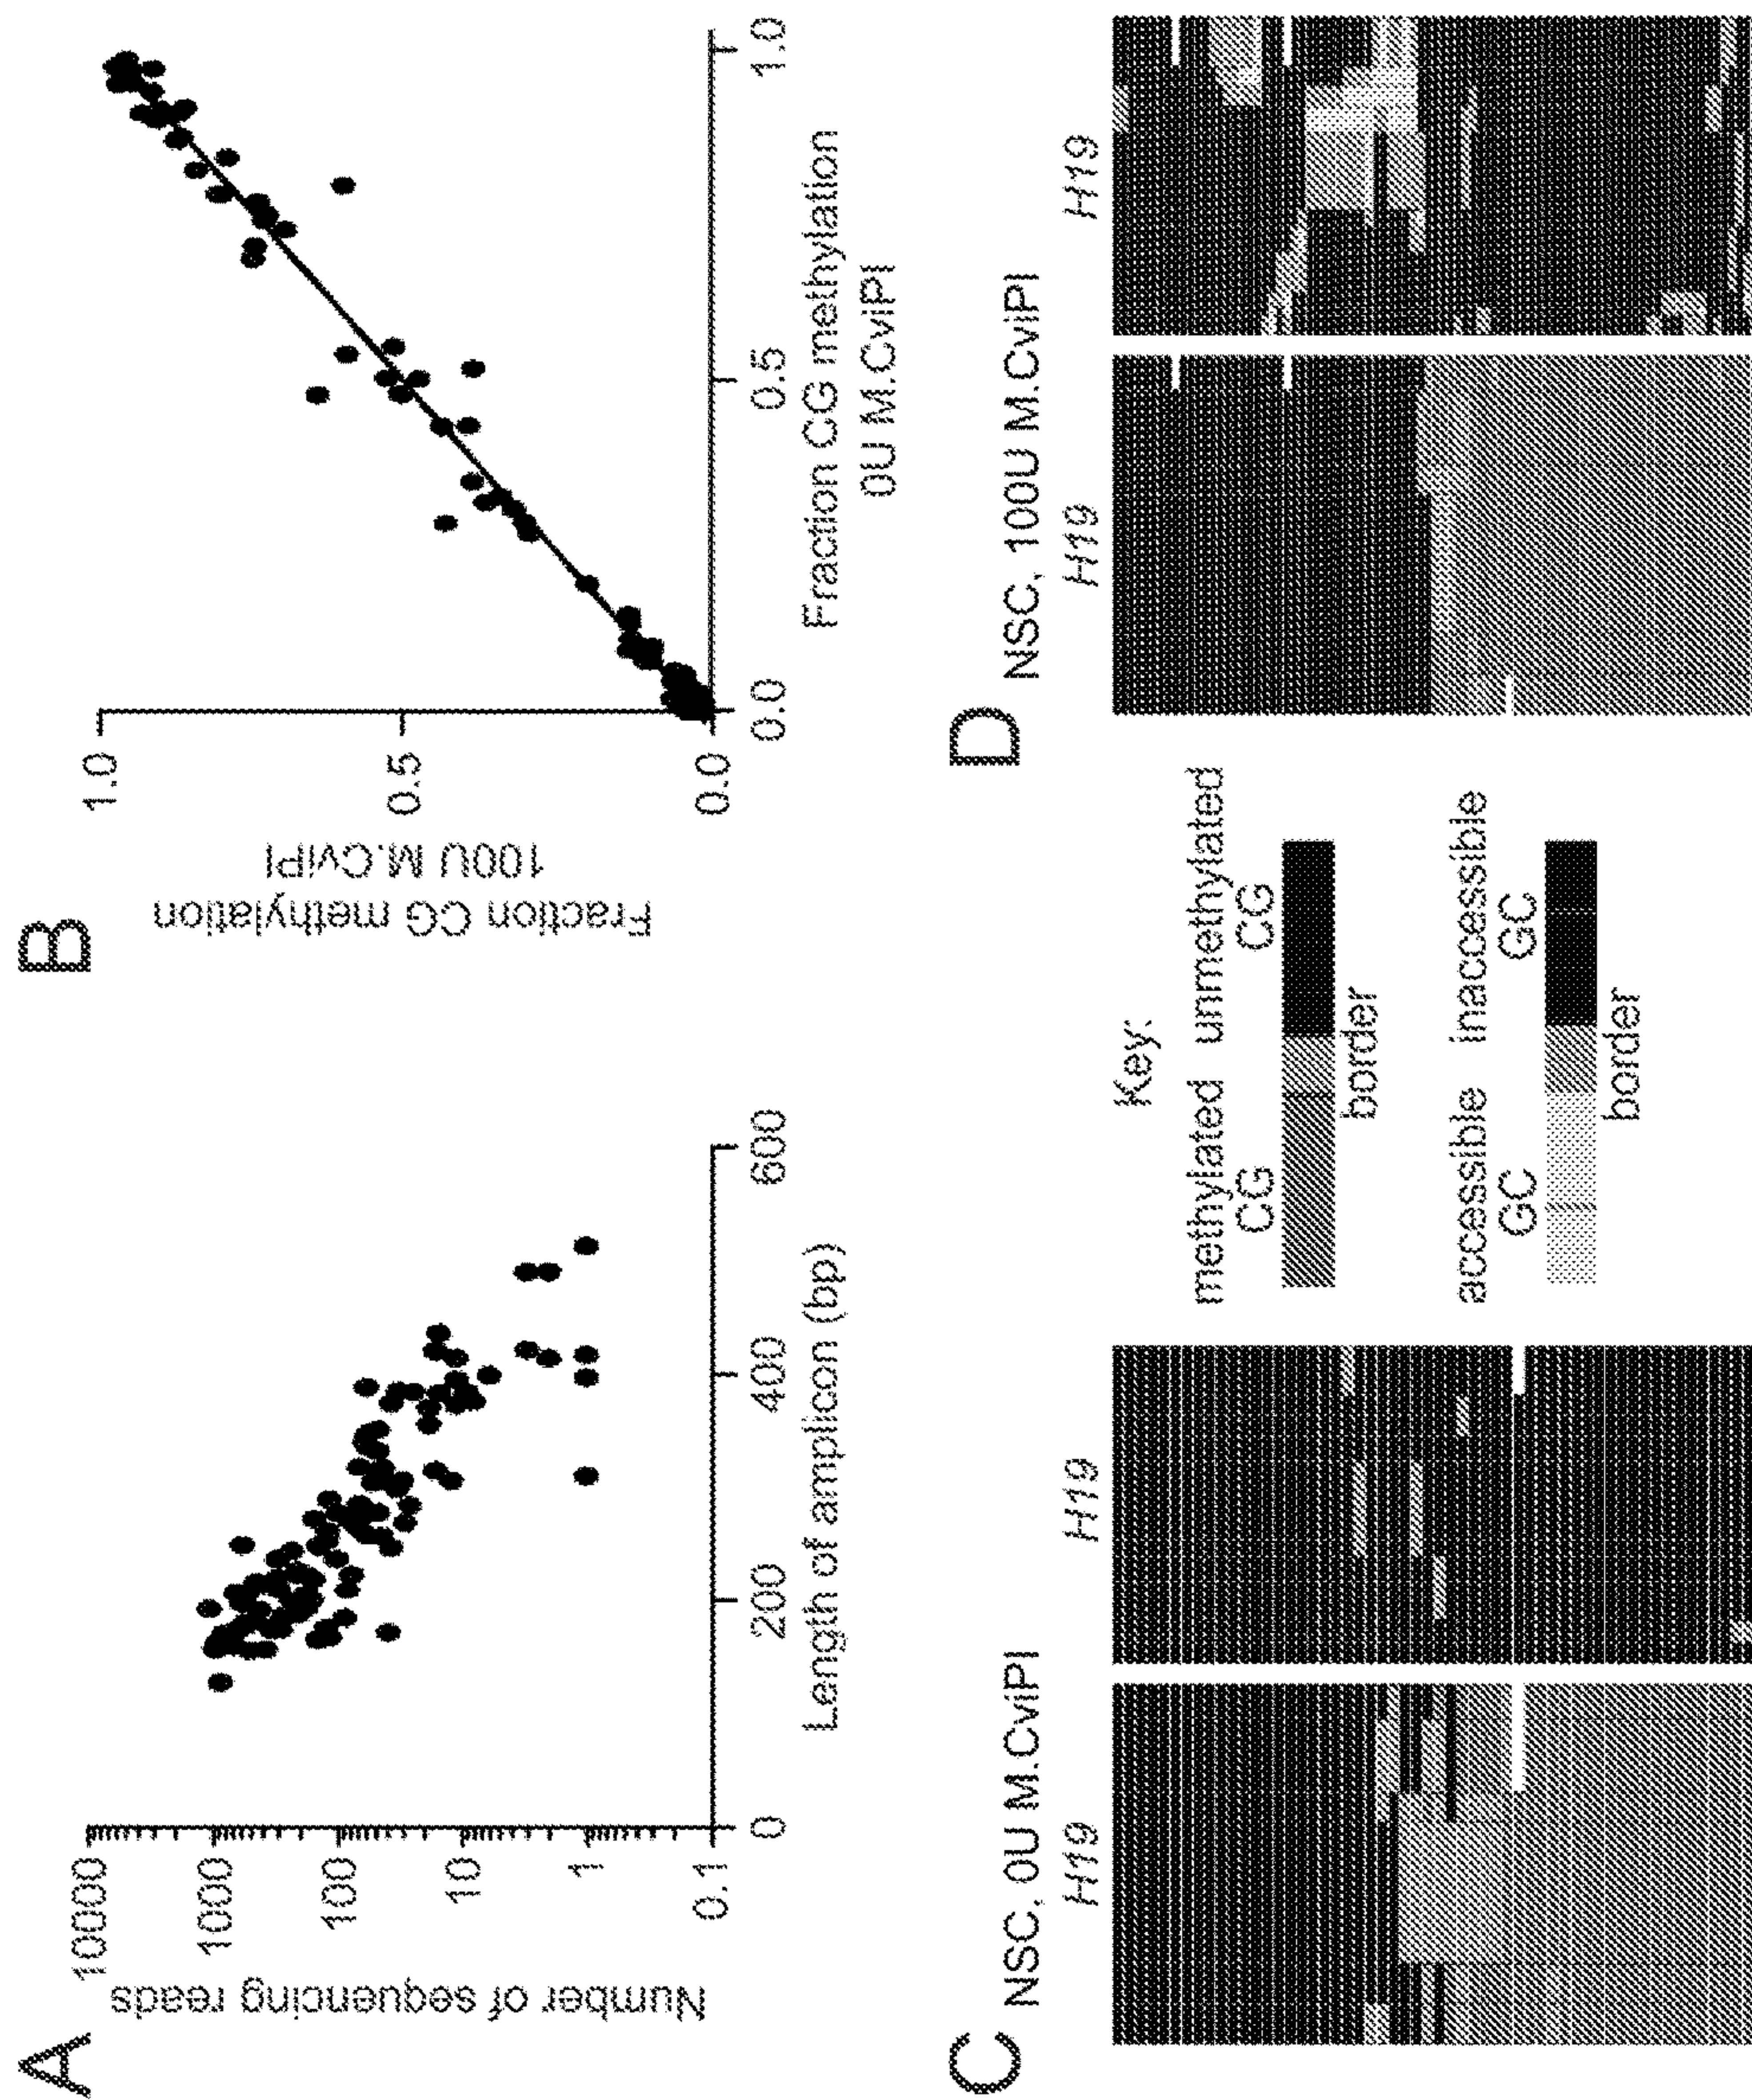 A
Number of sequencing reads
10000
1000
100
10
1
0.1
0
200
400
600
Length of amplicon (bp)
B
Fraction CG methylation
100U M.CviPI
1.0
0.5
0.0
0.0
0.5
1.0
Fraction CG methylation
0U M.CviPI
C
NSC, 0U M.CviPI
H19
H19
Key:
methylated unmethylated
CG CG
border
accessible inaccessible
GC GC
border
D
NSC, 100U M.CviPI
H19
H19